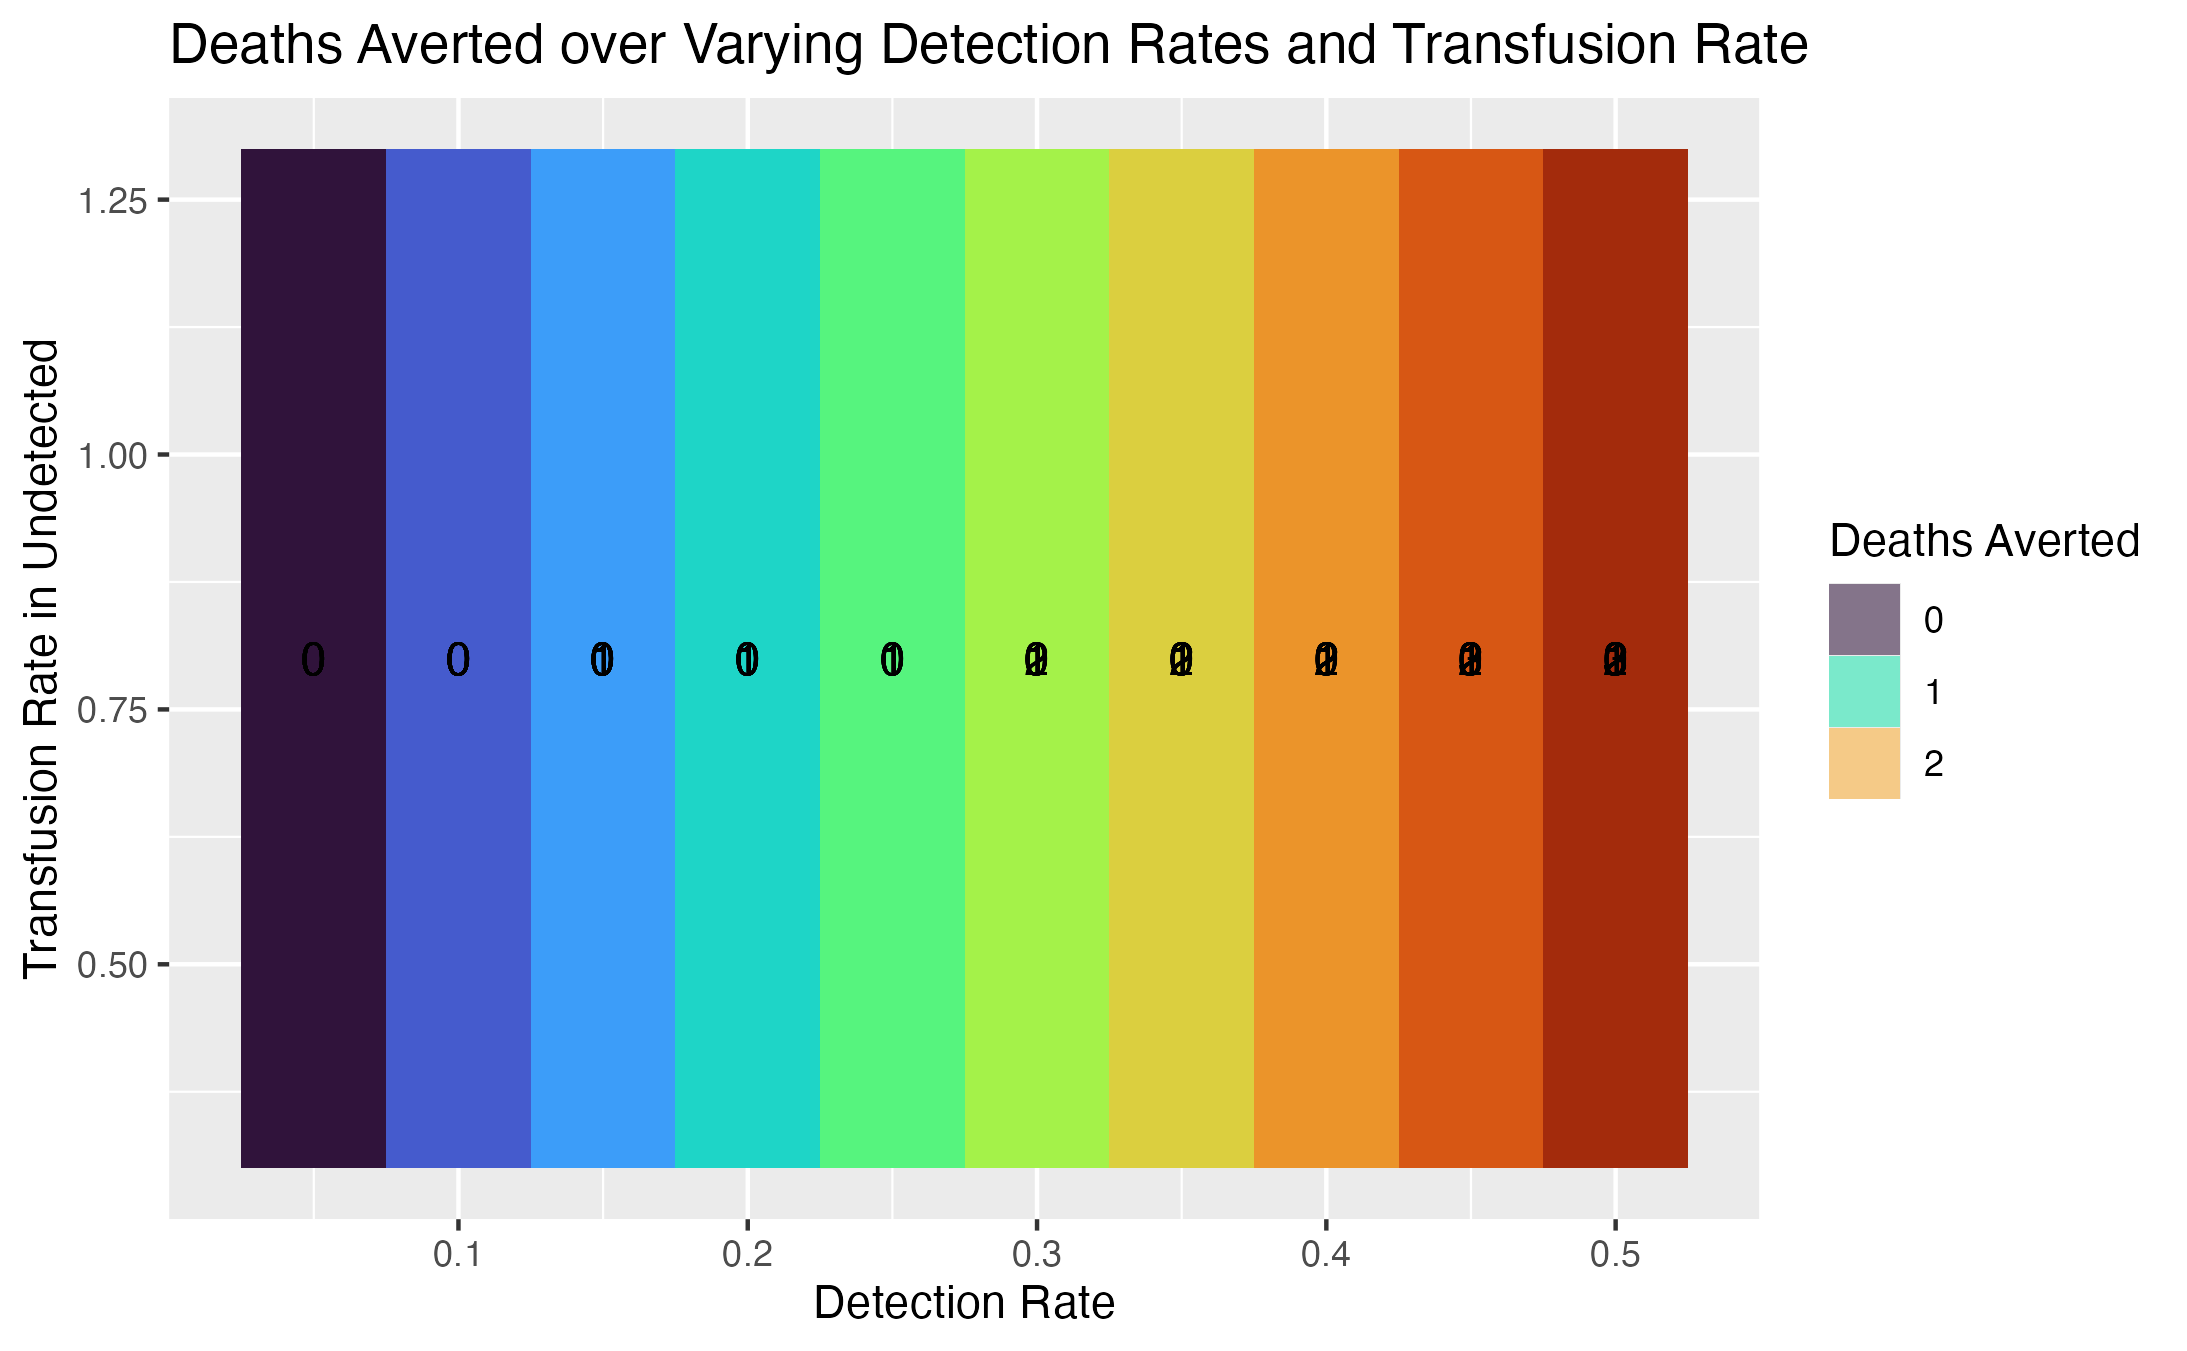 Deaths Averted over Varying Detection Rates and Transfusion Rate
Transfusion Rate in Undetected
1.25
1.00
0.75
0.50
0 0
0.1 0.2 0.3 0.4 0.5
Detection Rate
Deaths Averted
0
1
2